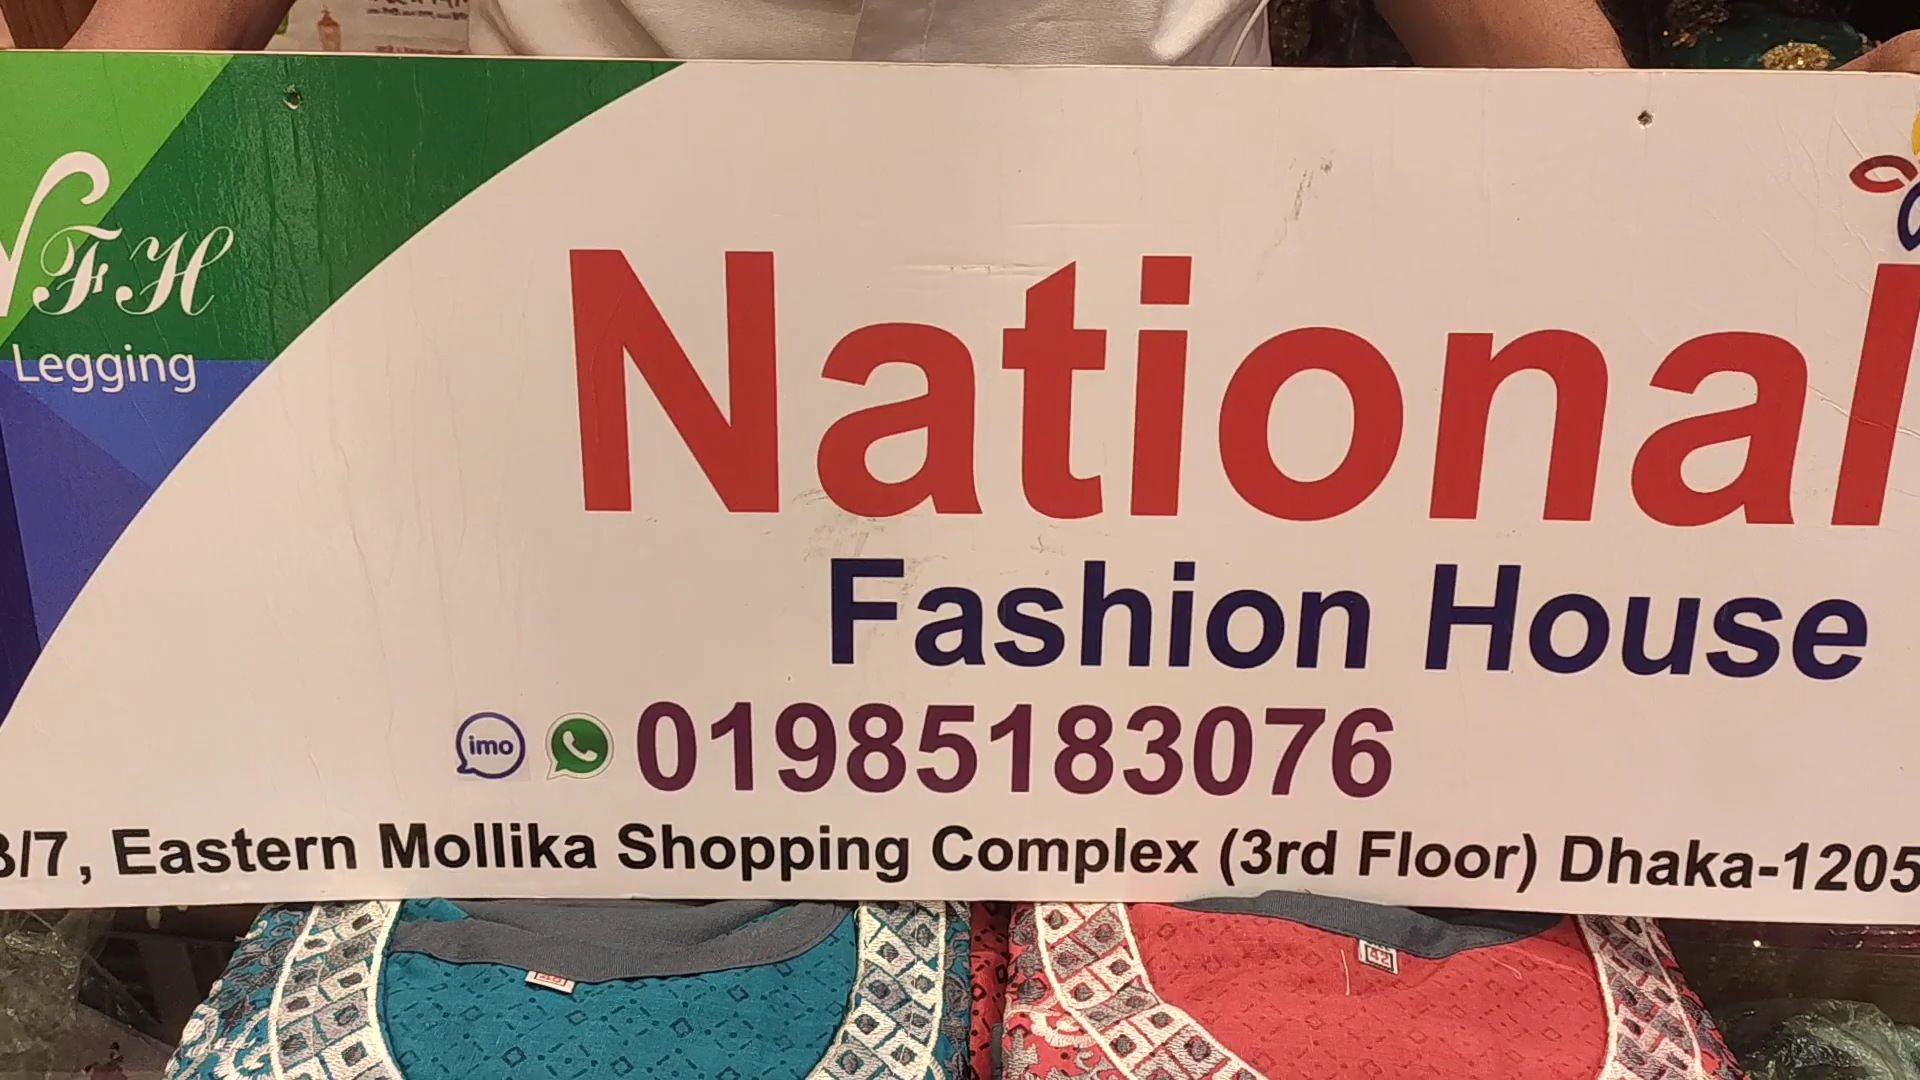 NFH
Legging
National
Fashion House
imo 01985183076
3/7, Eastern Mollika Shopping Complex (3rd Floor) Dhaka-1205
42